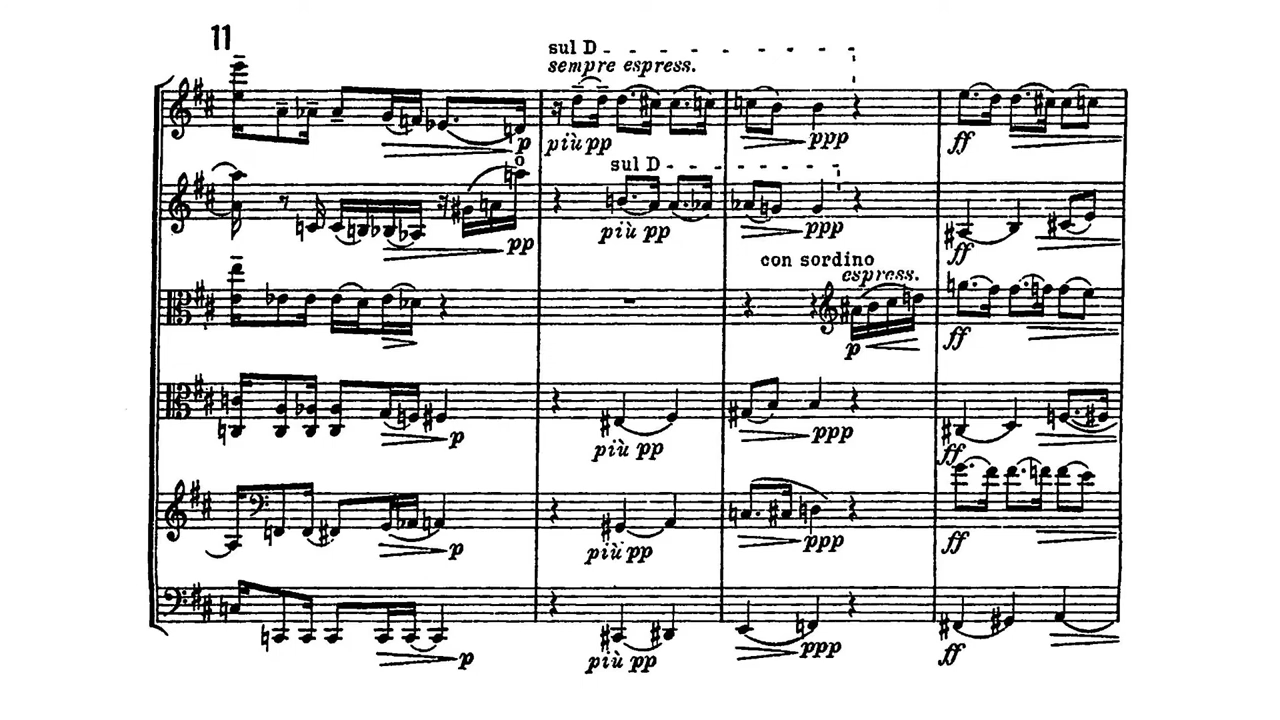 11
sul D
sempre espress.
p più pp ppp ff
sul D
pp più pp ppp ff
con sordino
espress.
p ff
p più pp ppp ff
p più pp ppp ff
p più pp ppp ff